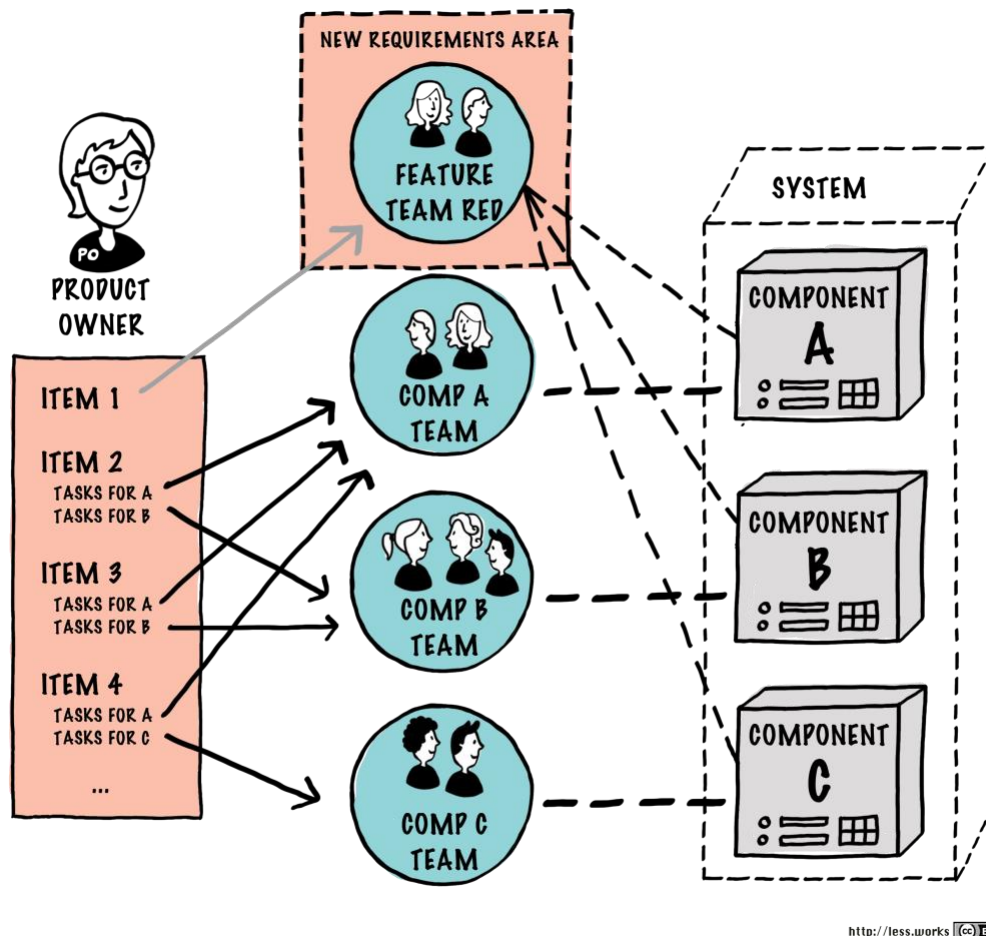 NEW REQUIREMENTS AREA
FEATURE
TEAM RED
PO
PRODUCT
OWNER
ITEM 1
ITEM 2
TASKS FOR A
TASKS FOR B
ITEM 3
TASKS FOR A
TASKS FOR B
ITEM 4
TASKS FOR A
TASKS FOR C
...
COMP A
TEAM
COMP B
TEAM
COMP C
TEAM
SYSTEM
COMPONENT
A
COMPONENT
B
COMPONENT
C
http://less.works
cc